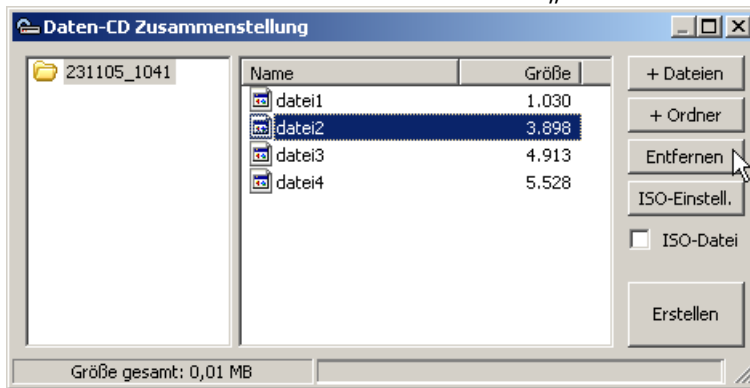 „
Daten-CD Zusammenstellung
231105_1041
Name Größe
datei1 1.030
datei2 3.898
datei3 4.913
datei4 5.528
+ Dateien
+ Ordner
Entfernen
ISO-Einstell.
ISO-Datei
Erstellen
Größe gesamt: 0,01 MB